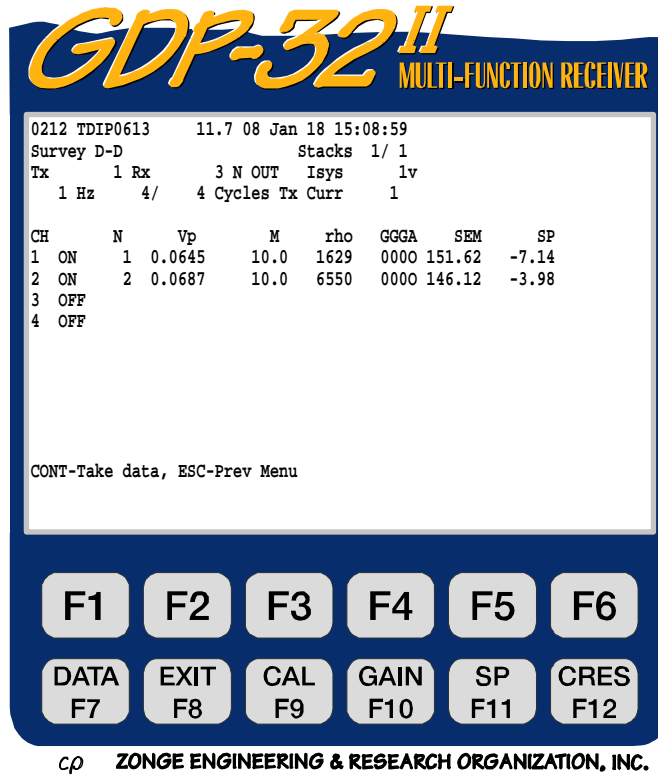 GDP-32 II
MULTI-FUNCTION RECEIVER
0212 TDIP0613 11.7 08 Jan 18 15:08:59
Survey D-D Stacks 1/ 1
Tx 1 Rx 3 N OUT Isys 1v
1 Hz 4/ 4 Cycles Tx Curr 1
CH N Vp M rho GGGA SEM SP
1 ON 1 0.0645 10.0 1629 000O 151.62 -7.14
2 ON 2 0.0687 10.0 6550 000O 146.12 -3.98
3 OFF
4 OFF
CONT-Take data, ESC-Prev Menu
F1 F2 F3 F4 F5 F6
DATA EXIT CAL GAIN SP CRES
F7 F8 F9 F10 F11 F12
cρ ZONGE ENGINEERING & RESEARCH ORGANIZATION, INC.